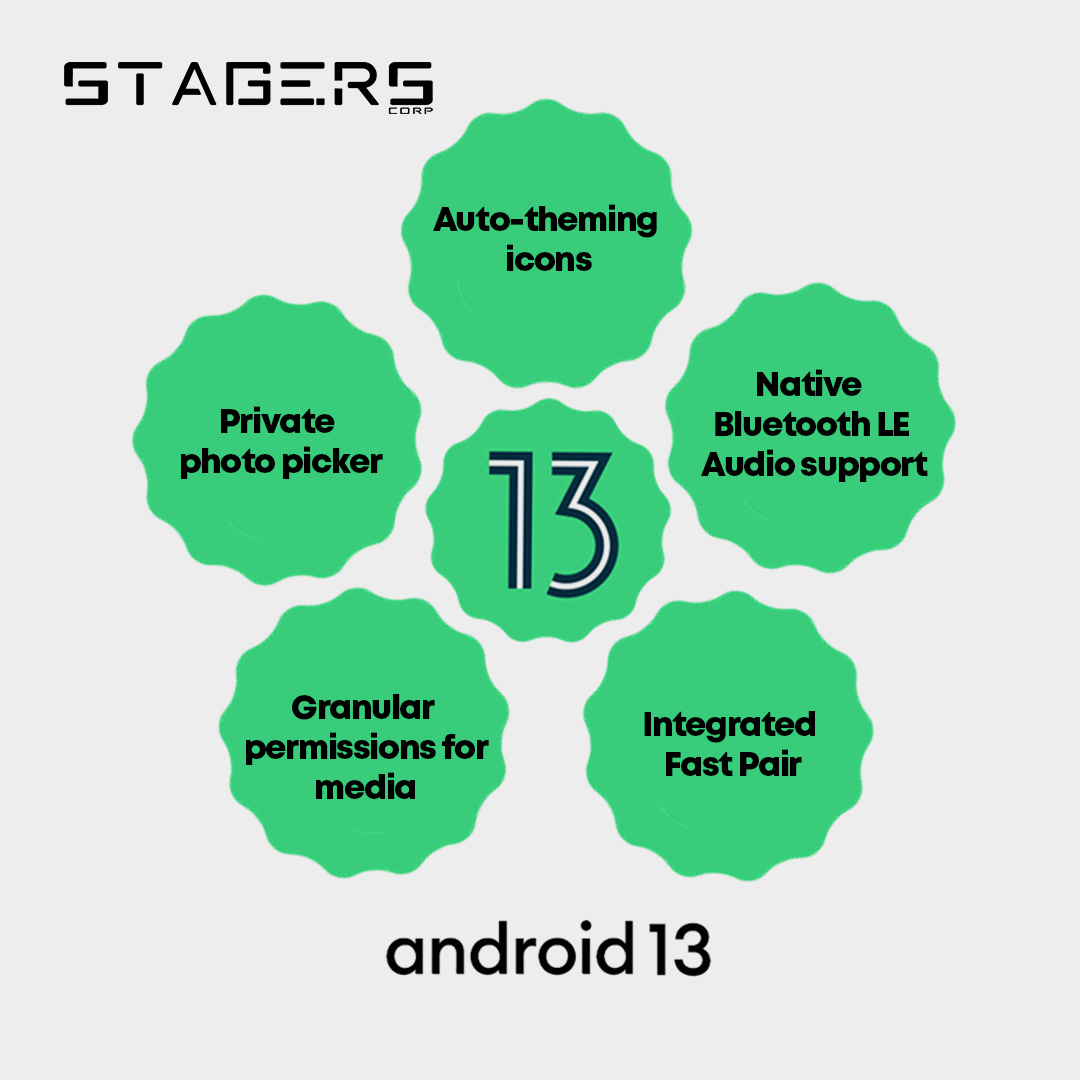 STAGERS
CORP
Auto-theming
icons
Native
Bluetooth LE
Audio support
Private
photo picker
13
Granular
permissions for
media
Integrated
Fast Pair
android 13